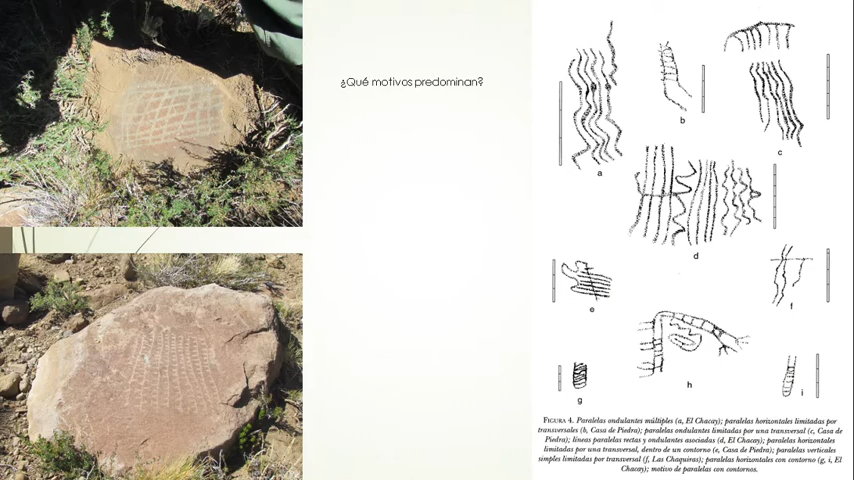 ¿Qué motivos predominan?
a
b
c
d
e
f
g
h
i
FIGURA 4. Paralelas ondulantes múltiples (a, El Chacay); paralelas horizontales limitadas por
transversales (b, Casa de Piedra); paralelas ondulantes limitadas por una transversal (c, Casa de
Piedra); líneas paralelas rectas y ondulantes asociadas (d, El Chacay); paralelas horizontales
limitadas por una transversal, dentro de un contorno (e, Casa de Piedra); paralelas verticales
simples limitadas por transversal (f, Las Chaquiras); paralelas horizontales con contorno (g, i, El
Chacay); motivo de paralelas con contornos.